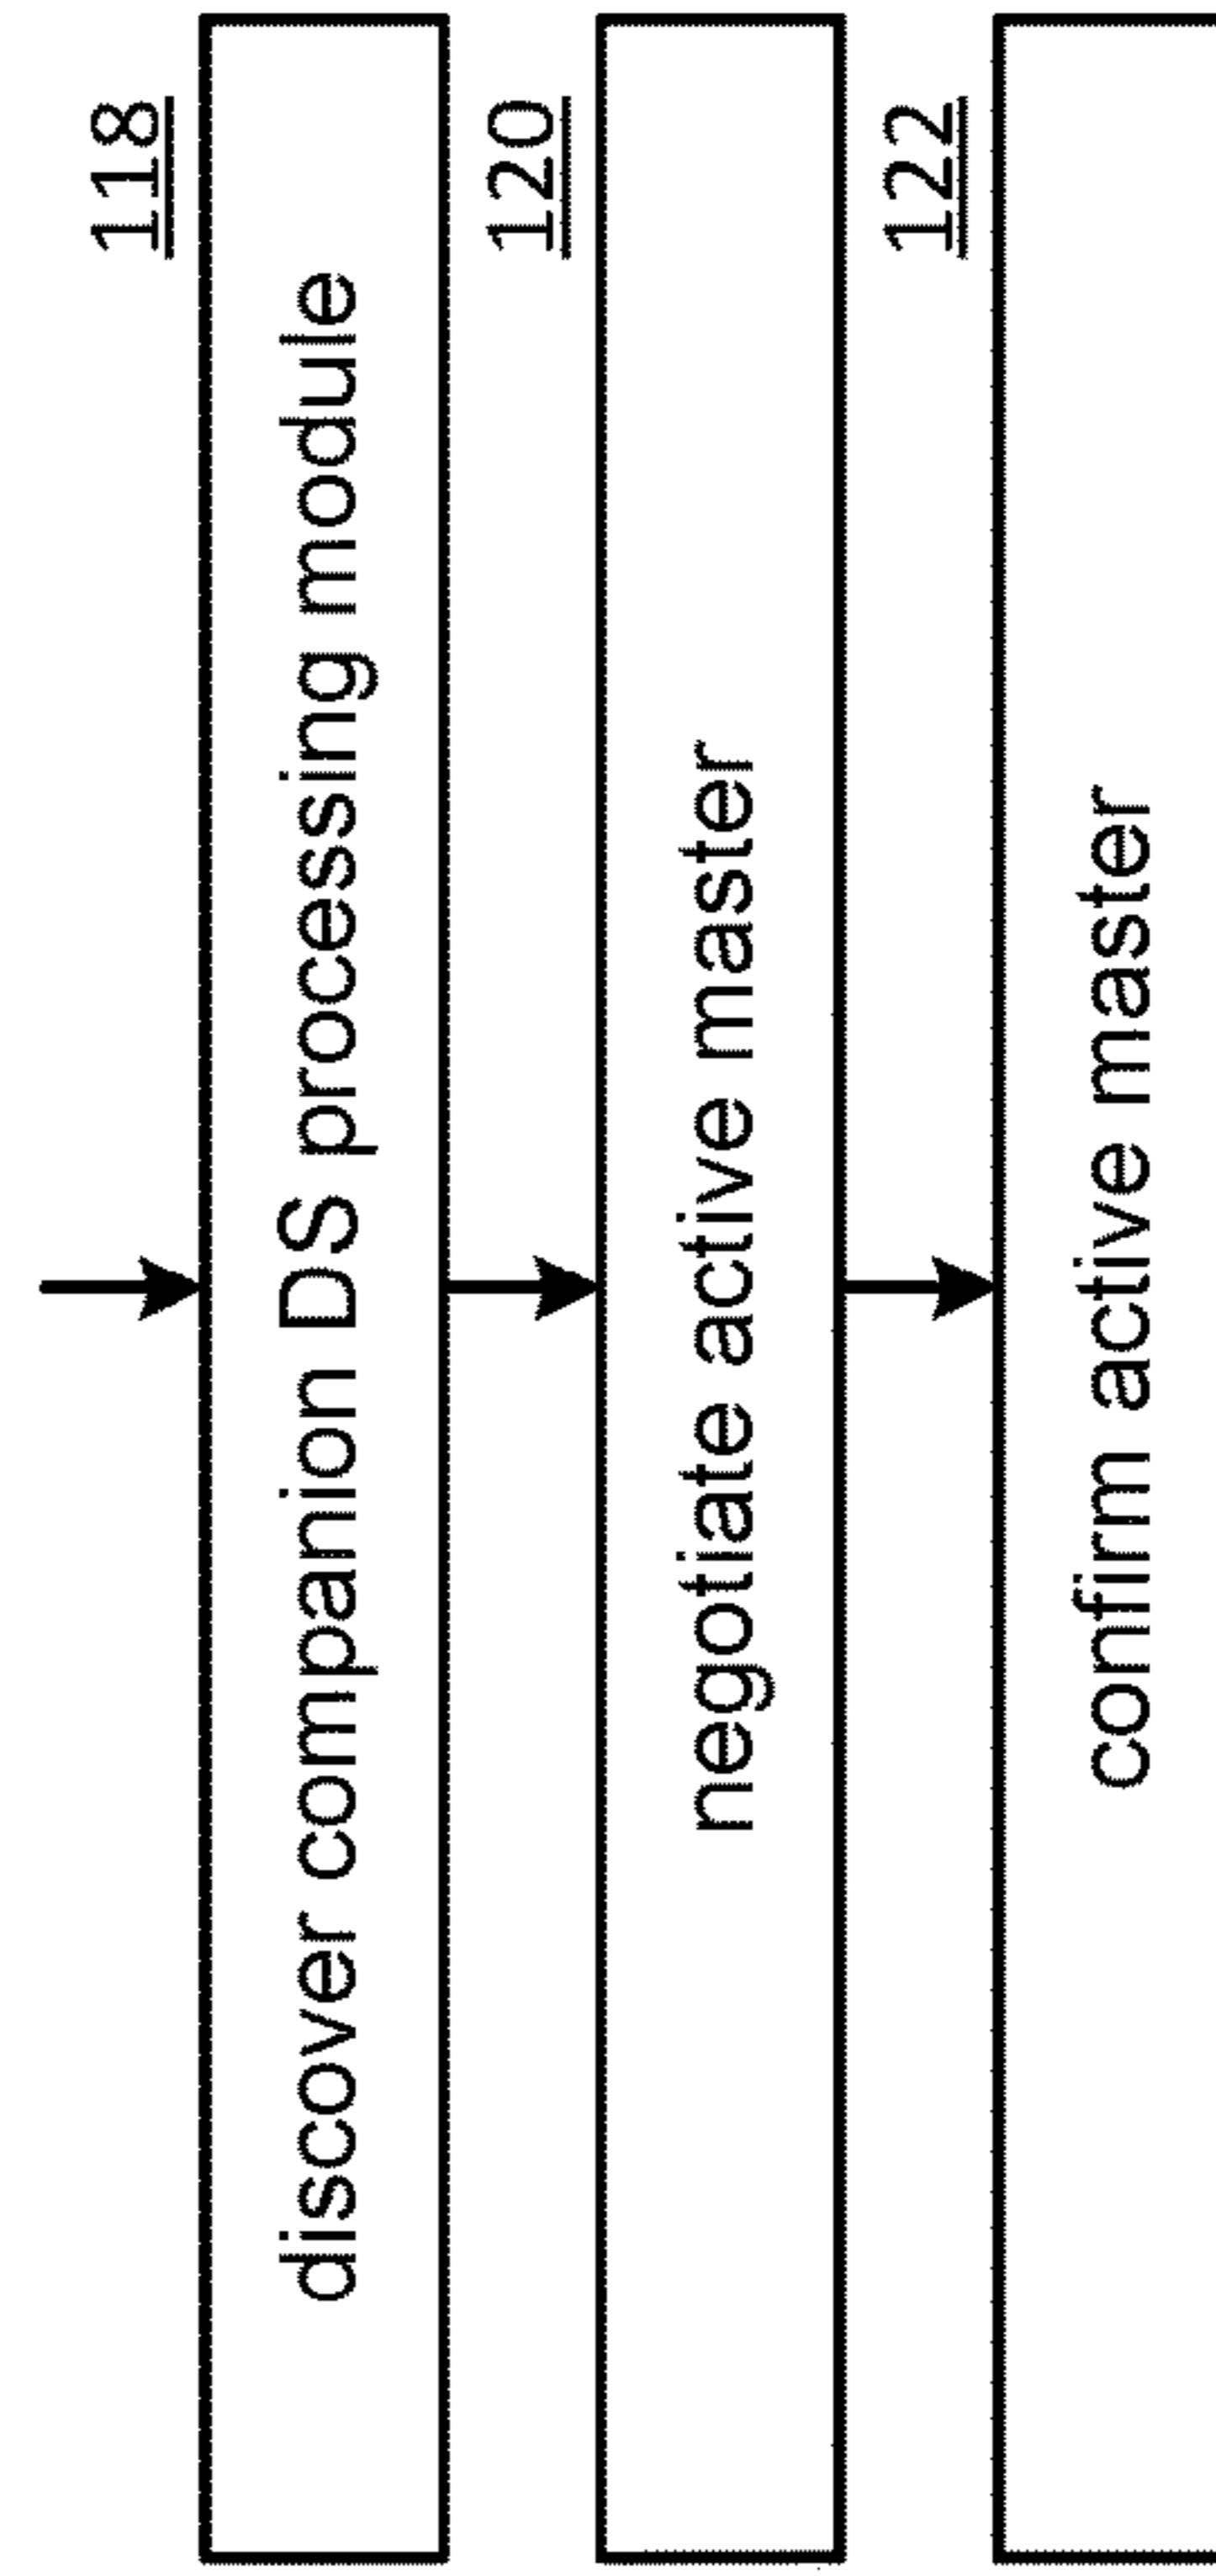 118
discover companion DS processing module
120
negotiate active master
122
confirm active master